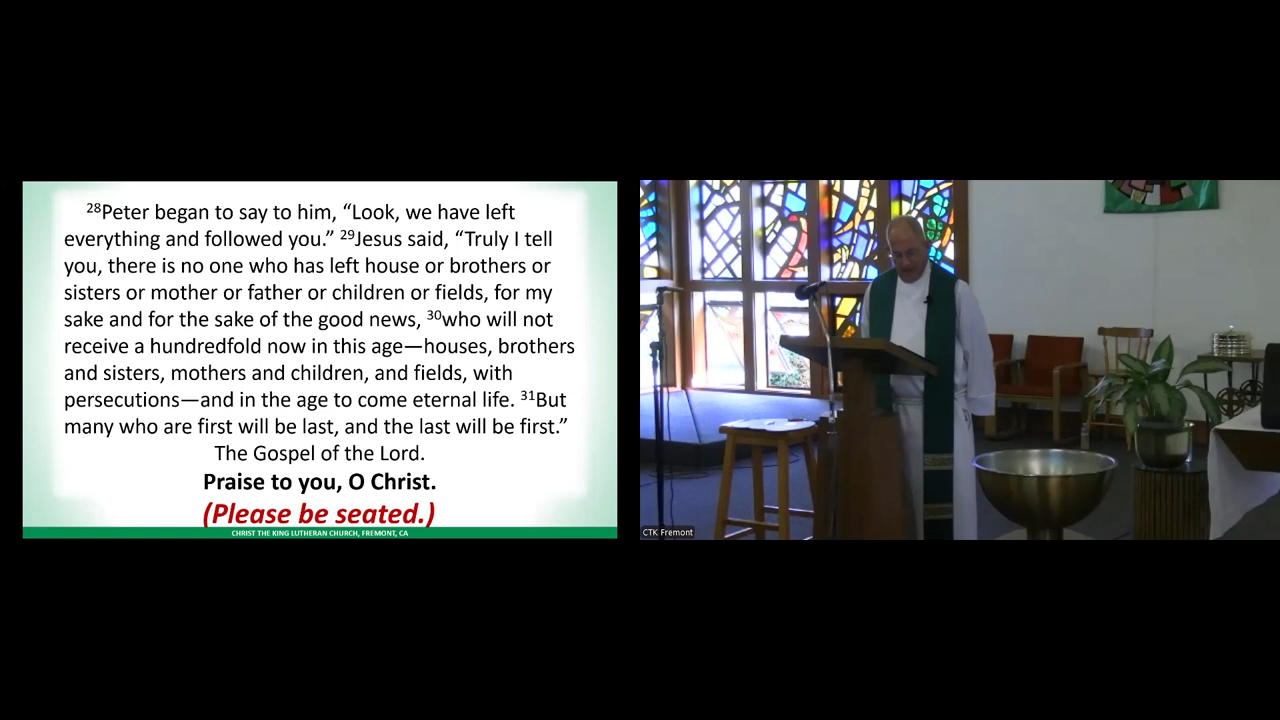 28Peter began to say to him, “Look, we have left
everything and followed you.” 29Jesus said, “Truly I tell
you, there is no one who has left house or brothers or
sisters or mother or father or children or fields, for my
sake and for the sake of the good news, 30who will not
receive a hundredfold now in this age—houses, brothers
and sisters, mothers and children, and fields, with
persecutions—and in the age to come eternal life. 31But
many who are first will be last, and the last will be first.”
The Gospel of the Lord.
Praise to you, O Christ.
(Please be seated.)
CHRIST THE KING LUTHERAN CHURCH, FREMONT, CA
CTK Fremont